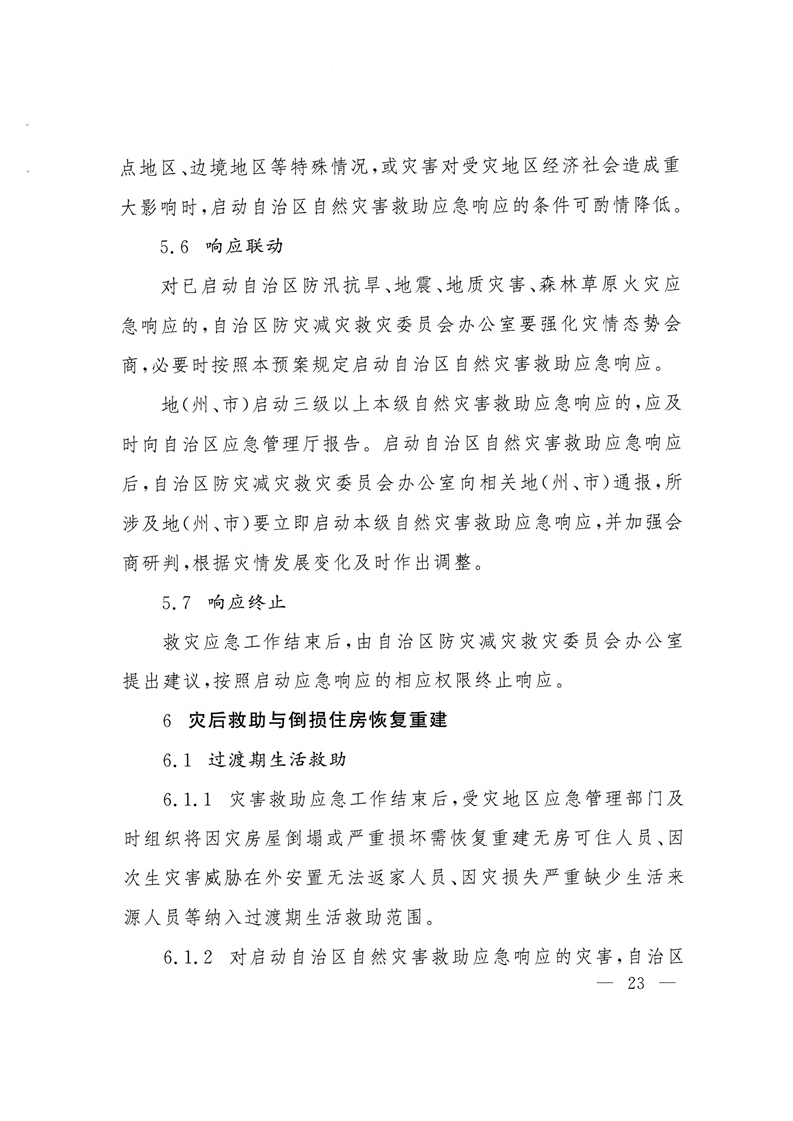 点地区、边境地区等特殊情况,或灾害对受灾地区经济社会造成重
大影响时,启动自治区自然灾害救助应急响应的条件可酌情降低。
5.6 响应联动
对已启动自治区防汛抗旱、地震、地质灾害、森林草原火灾应
急响应的,自治区防灾减灾救灾委员会办公室要强化灾情态势会
商,必要时按照本预案规定启动自治区自然灾害救助应急响应。
地(州、市)启动三级以上本级自然灾害救助应急响应的,应及
时向自治区应急管理厅报告。启动自治区自然灾害救助应急响应
后,自治区防灾减灾救灾委员会办公室向相关地(州、市)通报,所
涉及地(州、市)要立即启动本级自然灾害救助应急响应,并加强会
商研判,根据灾情发展变化及时作出调整。
5.7 响应终止
救灾应急工作结束后,由自治区防灾减灾救灾委员会办公室
提出建议,按照启动应急响应的相应权限终止响应。
6 灾后救助与倒损住房恢复重建
6.1 过渡期生活救助
6.1.1 灾害救助应急工作结束后,受灾地区应急管理部门及
时组织将因灾房屋倒塌或严重损坏需恢复重建无房可住人员、因
次生灾害威胁在外安置无法返家人员、因灾损失严重缺少生活来
源人员等纳入过渡期生活救助范围。
6.1.2 对启动自治区自然灾害救助应急响应的灾害,自治区
— 23 —